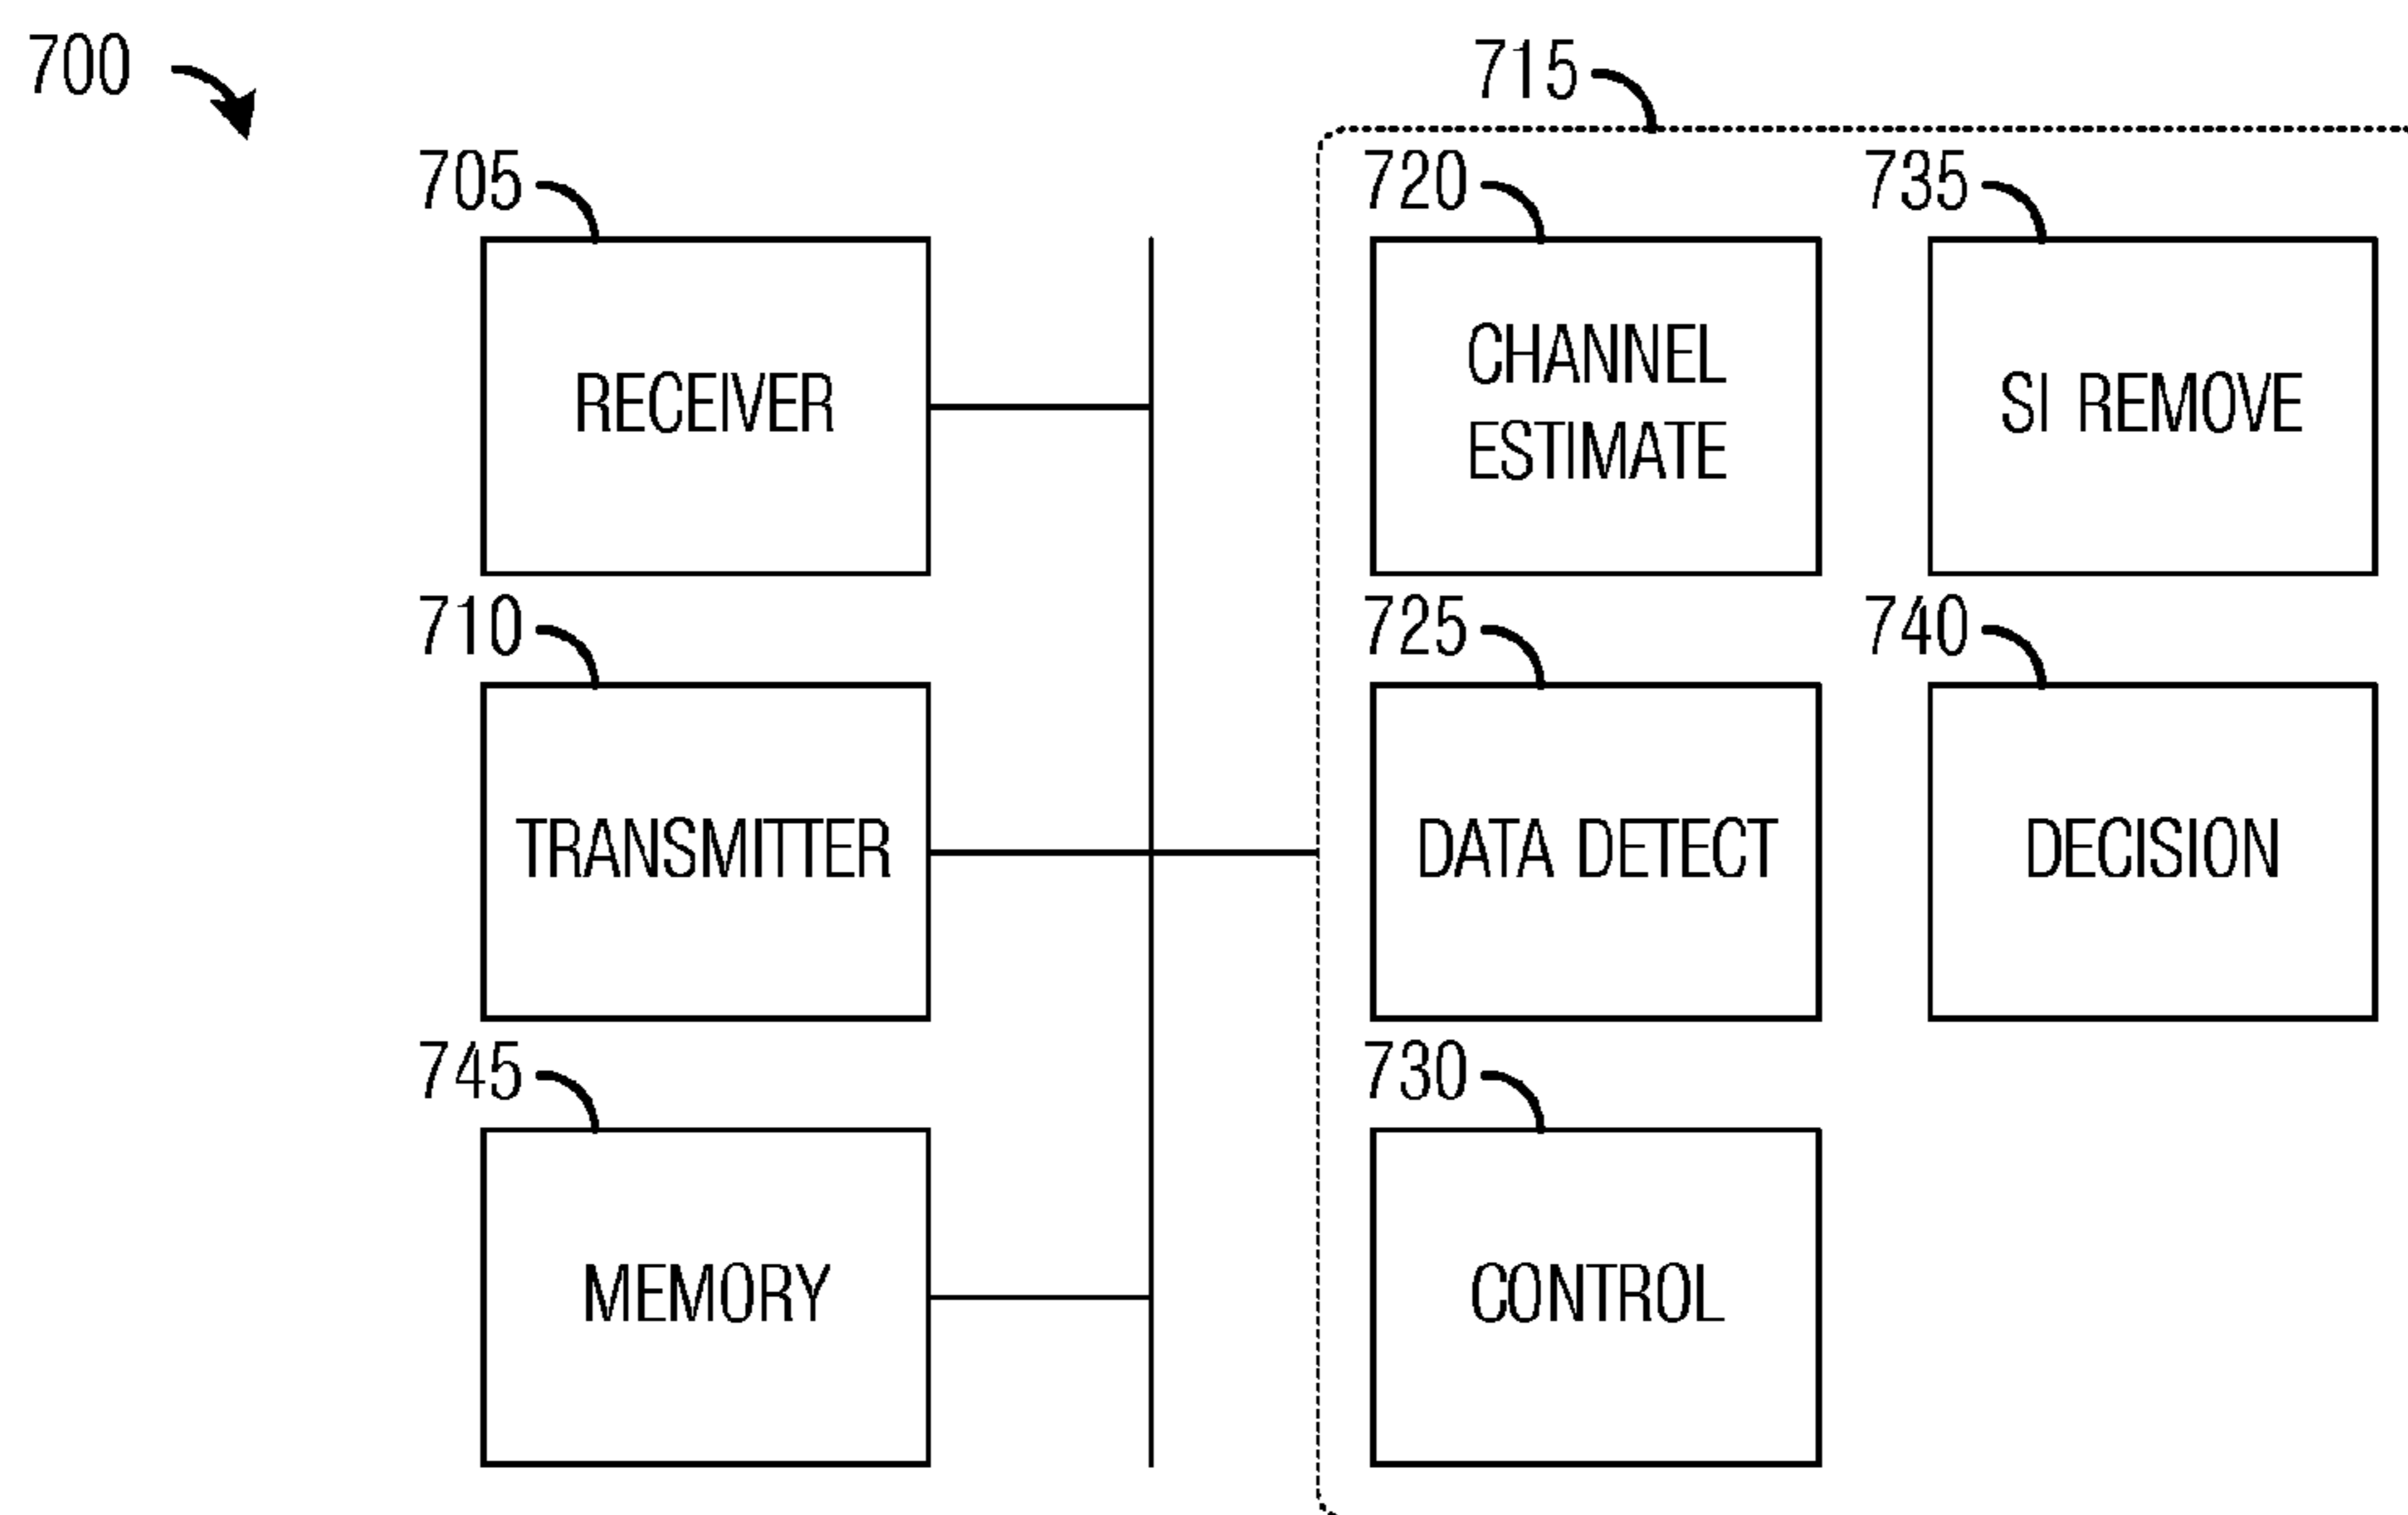 700
715
705
720
735
RECEIVER
CHANNEL
ESTIMATE
SI REMOVE
710
725
740
TRANSMITTER
DATA DETECT
DECISION
745
730
MEMORY
CONTROL